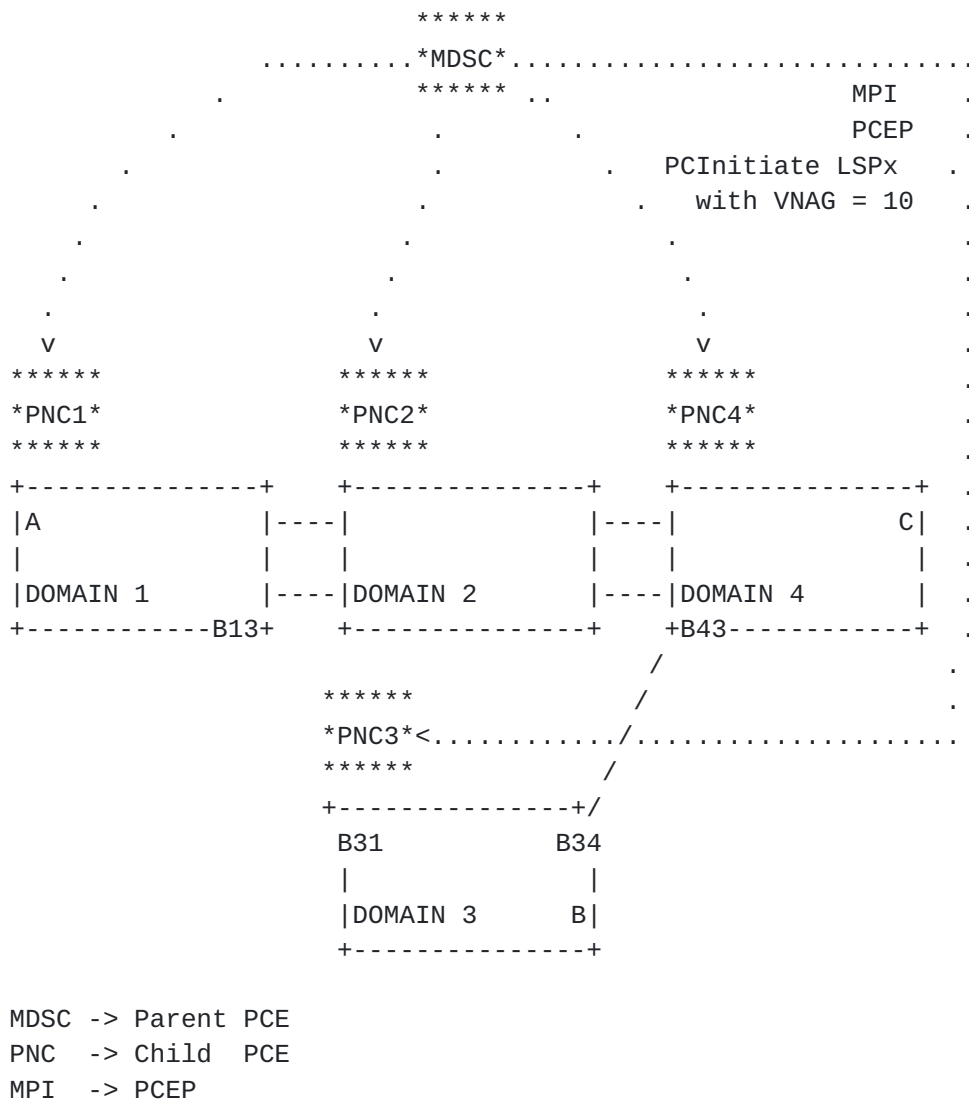 ******
..........*MDSC*..............................
. ****** .. MPI .
. . . PCEP .
. . . PCInitiate LSPx .
. . . with VNAG = 10 .
. . . .
. . . .
. . . .
v v v .
****** ****** ****** .
*PNC1* *PNC2* *PNC4* .
****** ****** ****** .
+---------------+ +---------------+ +---------------+ .
|A |----| |----| C| .
| | | | | | .
|DOMAIN 1 |----|DOMAIN 2 |----|DOMAIN 4 | .
+------------B13+ +---------------+ +B43------------+ .
/ .
****** / .
*PNC3*<............/.....................
****** /
+---------------+/
B31 B34
| |
|DOMAIN 3 B|
+---------------+
MDSC -> Parent PCE
PNC -> Child PCE
MPI -> PCEP